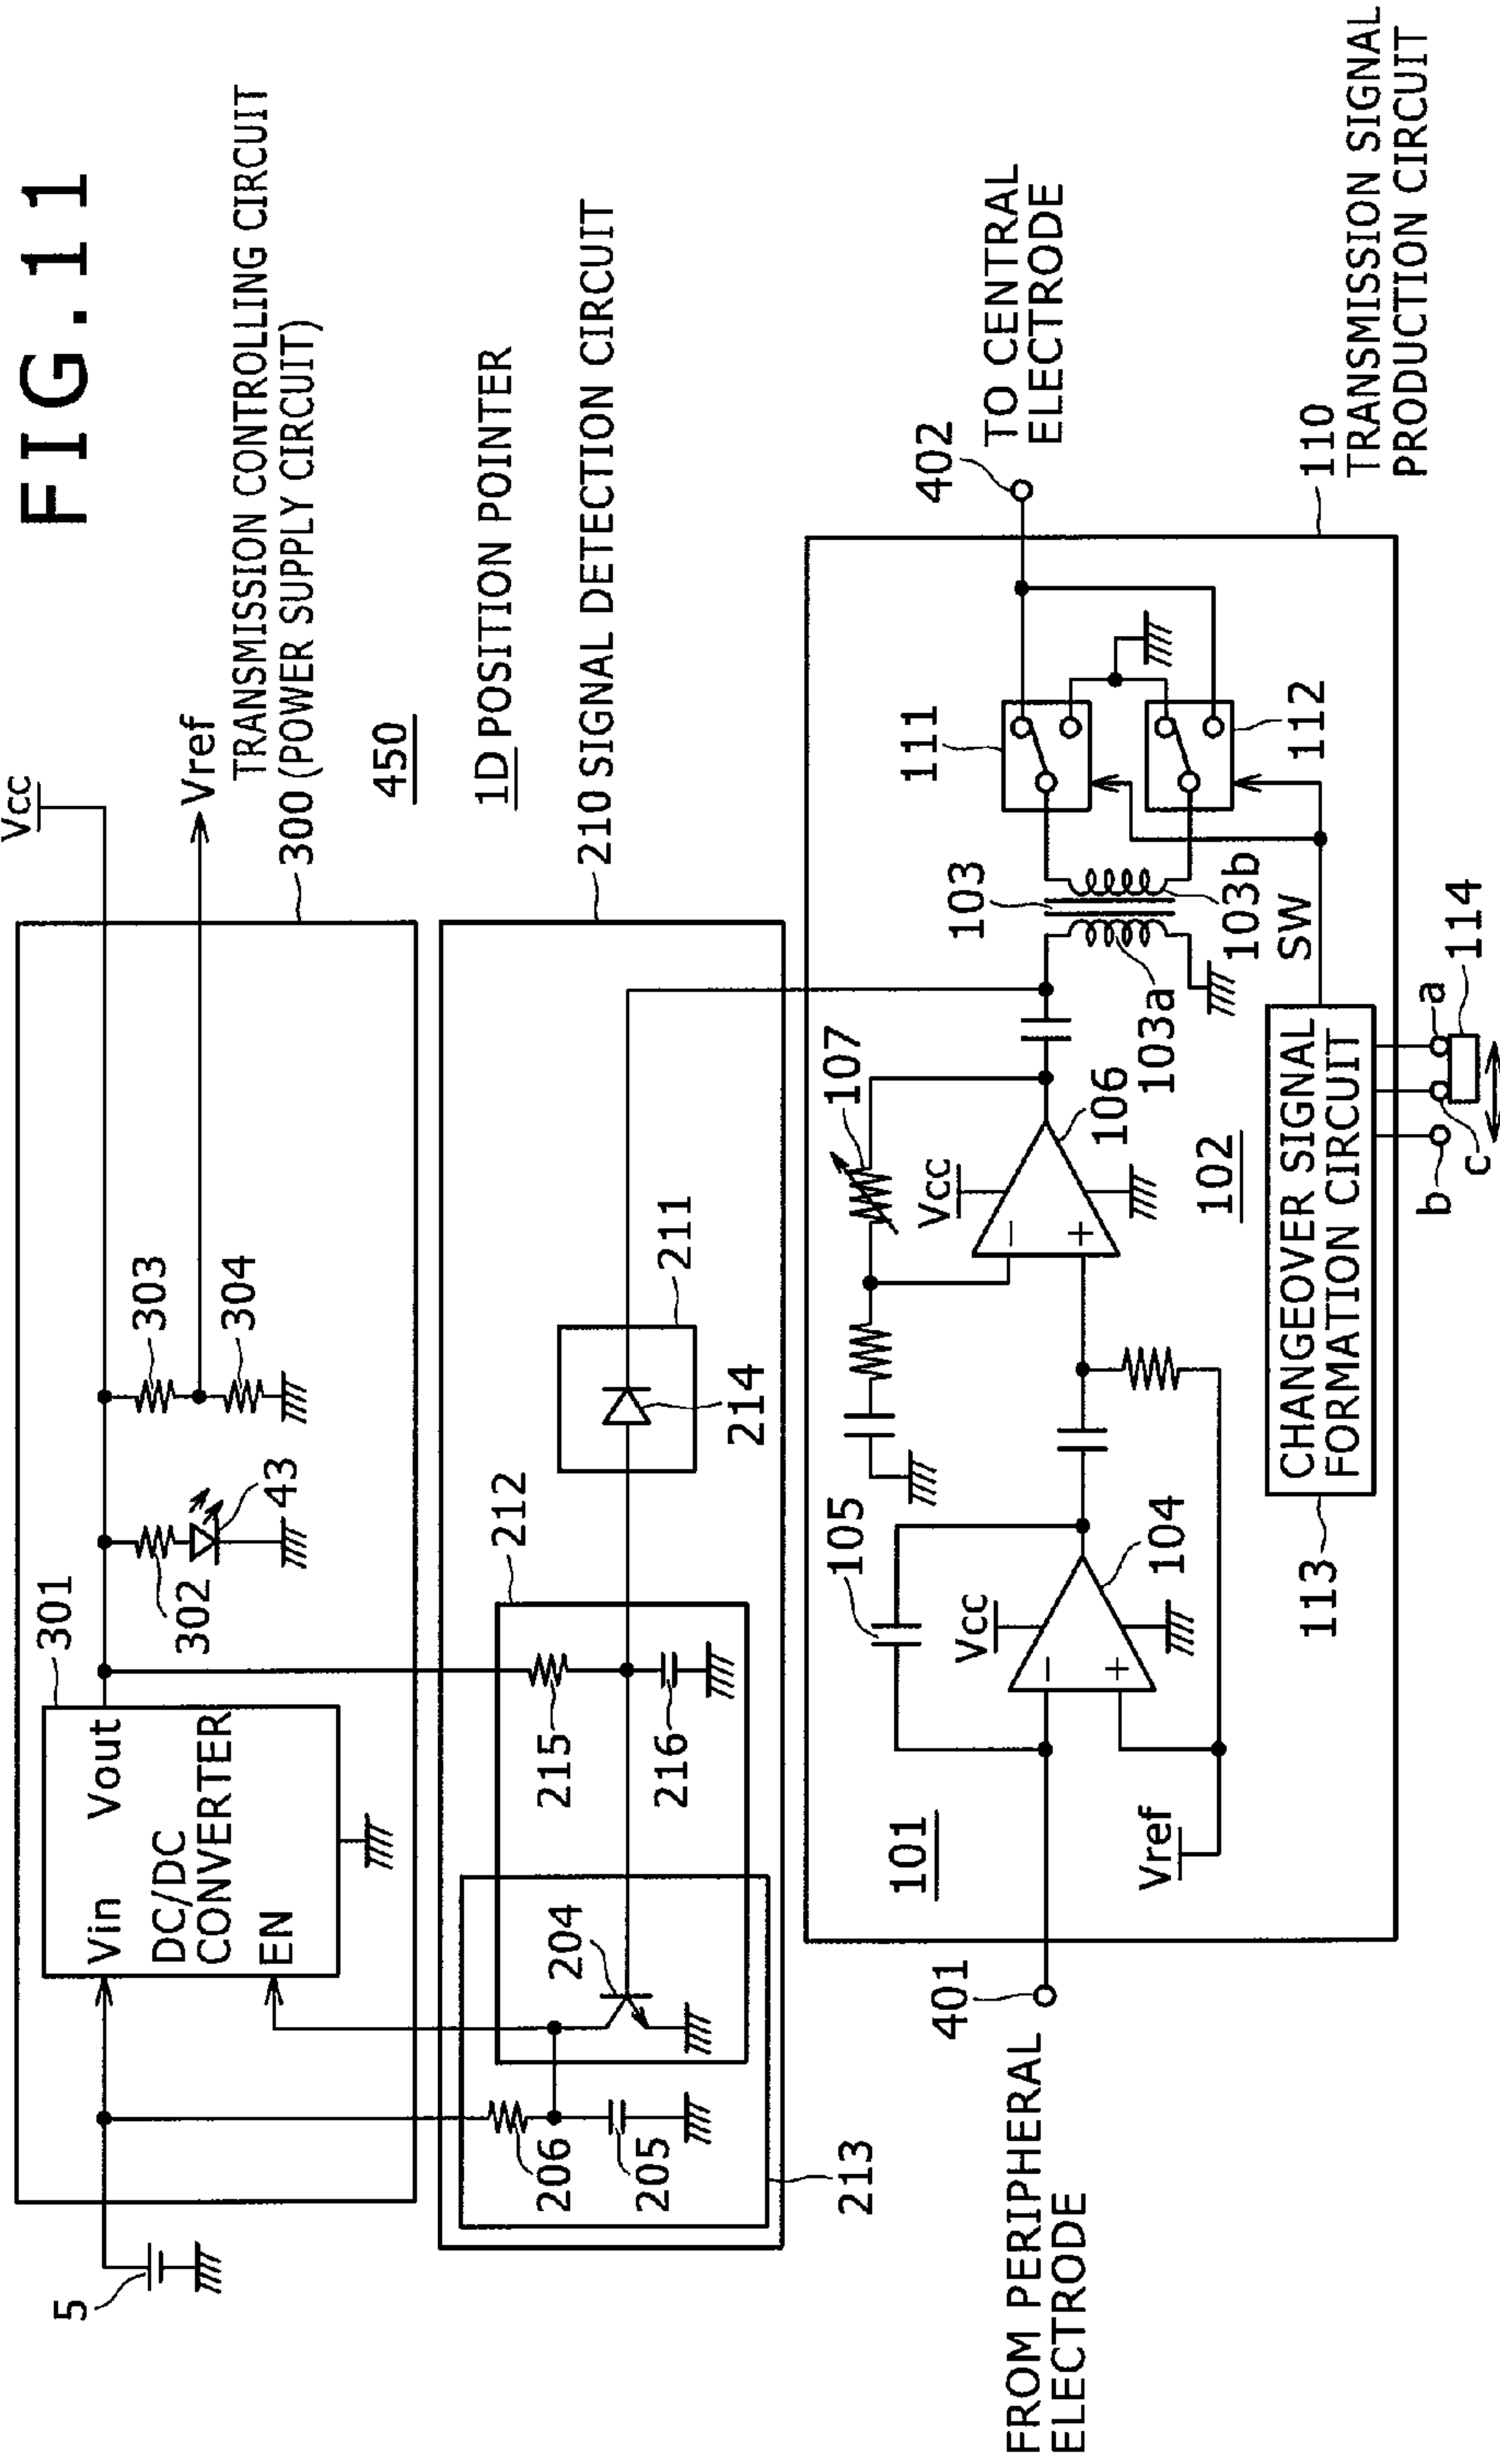 FIG.11
Vcc
Vref
TRANSMISSION CONTROLLING CIRCUIT
300 (POWER SUPPLY CIRCUIT)
450
1D POSITION POINTER
210 SIGNAL DETECTION CIRCUIT
5
301
Vin
Vout
DC/DC
CONVERTER
EN
302
43
303
304
206
205
213
204
212
215
216
211
214
FROM PERIPHERAL
ELECTRODE
401
101
Vref
105
Vcc
104
107
Vcc
106
−
+
−
+
102
103
103a
103b
111
112
SW
113
CHANGEOVER SIGNAL
FORMATION CIRCUIT
b
c
a
114
402
TO CENTRAL
ELECTRODE
110
TRANSMISSION SIGNAL
PRODUCTION CIRCUIT